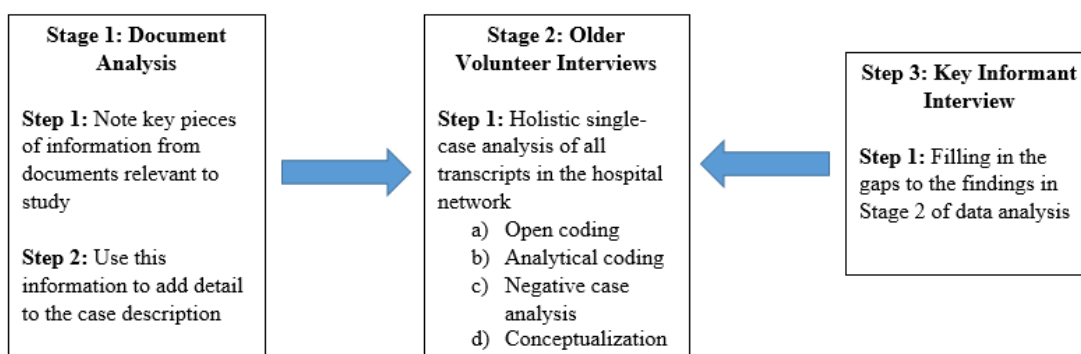 Stage 1: Document
Analysis
Step 1: Note key pieces
of information from
documents relevant to
study
Step 2: Use this
information to add detail
to the case description
Stage 2: Older
Volunteer Interviews
Step 1: Holistic single-
case analysis of all
transcripts in the hospital
network
a) Open coding
b) Analytical coding
c) Negative case
analysis
d) Conceptualization
Step 3: Key Informant
Interview
Step 1: Filling in the
gaps to the findings in
Stage 2 of data analysis